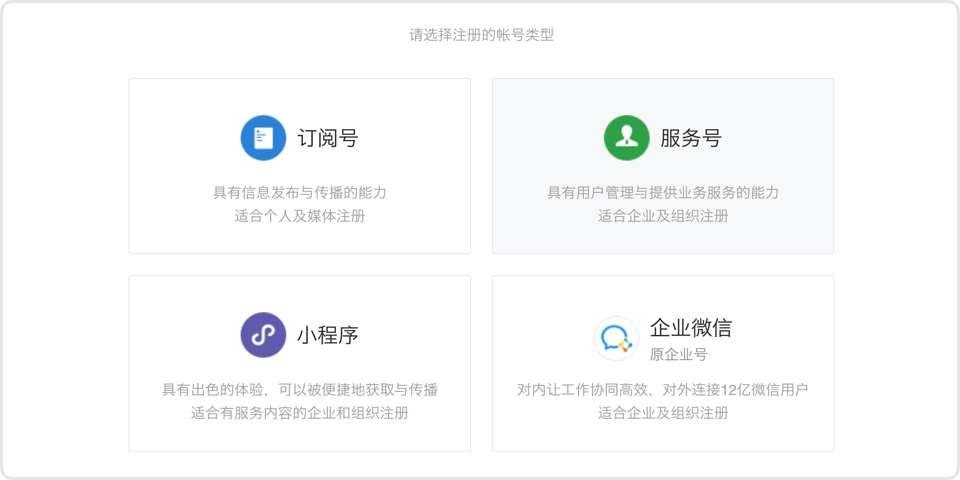 请选择注册的帐号类型
订阅号
具有信息发布与传播的能力
适合个人及媒体注册
服务号
具有用户管理与提供业务服务的能力
适合企业及组织注册
小程序
具有出色的体验，可以被便捷地获取与传播
适合有服务内容的企业和组织注册
企业微信
原企业号
对内让工作协同高效，对外连接12亿微信用户
适合企业及组织注册